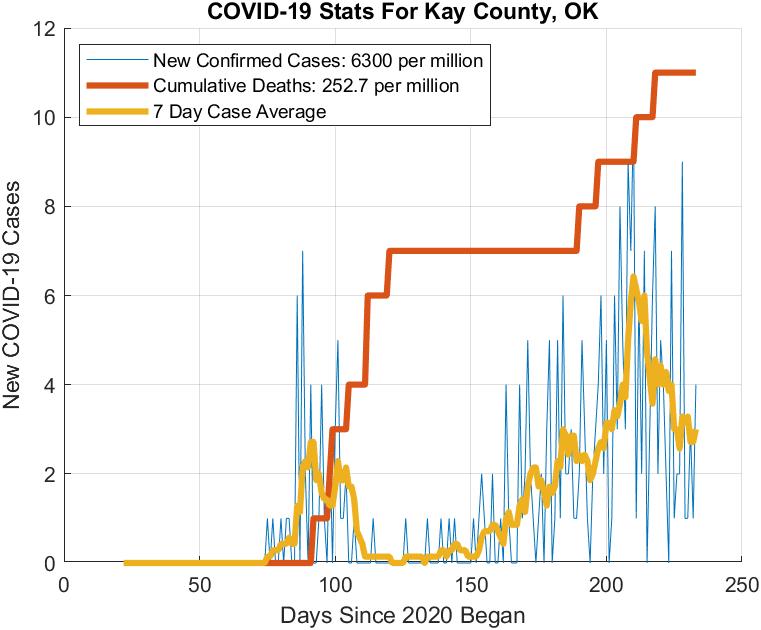 COVID-19 Stats For Kay County, OK
New Confirmed Cases: 6300 per million
Cumulative Deaths: 252.7 per million
7 Day Case Average
New COVID-19 Cases
12
10
8
6
4
2
0
0 50 100 150 200 250
Days Since 2020 Began